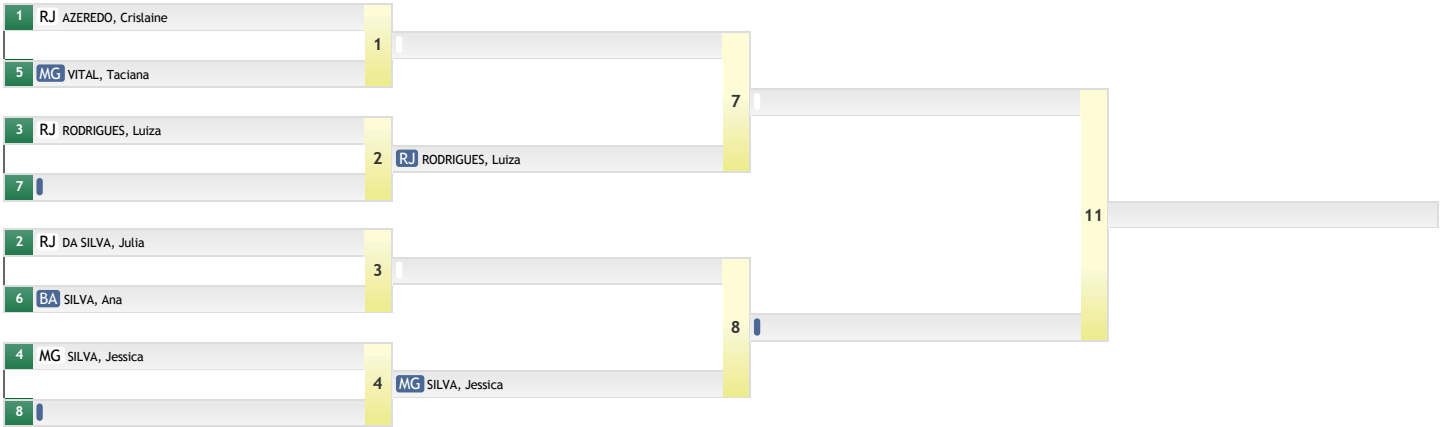 1 RJ AZEREDO, Crislaine
1
5 MG VITAL, Taciana
7
3 RJ RODRIGUES, Luiza
2 RJ RODRIGUES, Luiza
7
11
2 RJ DA SILVA, Julia
3
6 BA SILVA, Ana
8
4 MG SILVA, Jessica
4 MG SILVA, Jessica
8